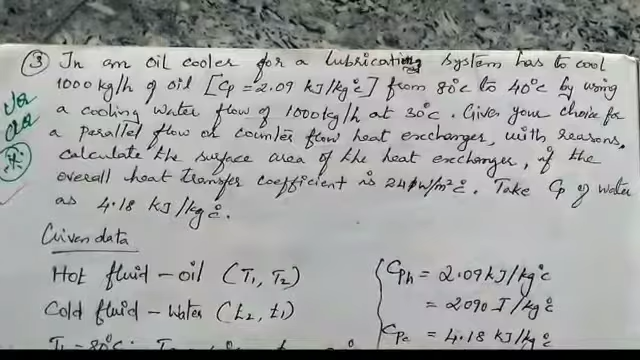 ③ In an oil cooler for a lubricating system has to cool
1000 kg/h of oil [Cp = 2.09 kJ/kg°c] from 80°c to 40°c by using
a cooling water flow of 1000 kg/h at 30°c. Given your choice for
a parallel flow or counter flow heat exchanger, with reasons.
calculate the surface area of the heat exchanger, if the
overall heat transfer coefficient is 24 W/m²°c. Take Cp of water
as 4.18 kJ/kg°c.
Given data
Hot fluid - oil (T₁, T₂)
Cold fluid - water (t₂, t₁)
T₁ = 80°c
Cph = 2.09 kJ/kg°c
= 2090 J/kg°c
Cpc = 4.18 kJ/kg°c